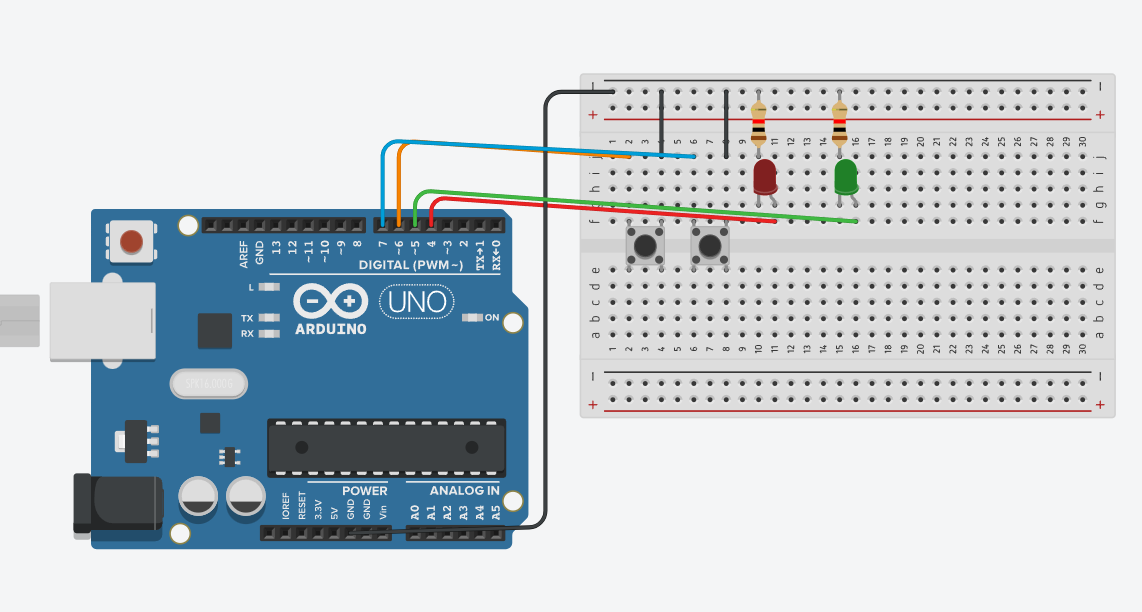 1 2 3 4 5 6 7 8 9 10 11 12 13 14 15 16 17 18 19 20 21 22 23 24 25 26 27 28 29 30
j j
i i
h h
g g
f f
e e
d d
c c
b b
a a
1 2 3 4 5 6 7 8 9 10 11 12 13 14 15 16 17 18 19 20 21 22 23 24 25 26 27 28 29 30
AREF GND 13 12 ~11 ~10 ~9 8 7 ~6 ~5 4 ~3 2 TX→1 RX←0
DIGITAL (PWM~)
L
TX
RX
UNO
ARDUINO
ON
POWER
ANALOG IN
IOREF RESET 3.3V 5V GND GND Vin A0 A1 A2 A3 A4 A5